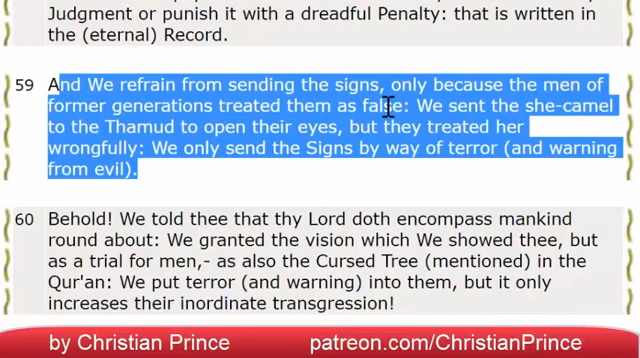 Judgment or punish it with a dreadful Penalty: that is written in
the (eternal) Record.
59 And We refrain from sending the signs, only because the men of
former generations treated them as false: We sent the she-camel
to the Thamud to open their eyes, but they treated her
wrongfully: We only send the Signs by way of terror (and warning
from evil).
60 Behold! We told thee that thy Lord doth encompass mankind
round about: We granted the vision which We showed thee, but
as a trial for men,- as also the Cursed Tree (mentioned) in the
Qur'an: We put terror (and warning) into them, but it only
increases their inordinate transgression!
by Christian Prince patreon.com/ChristianPrince